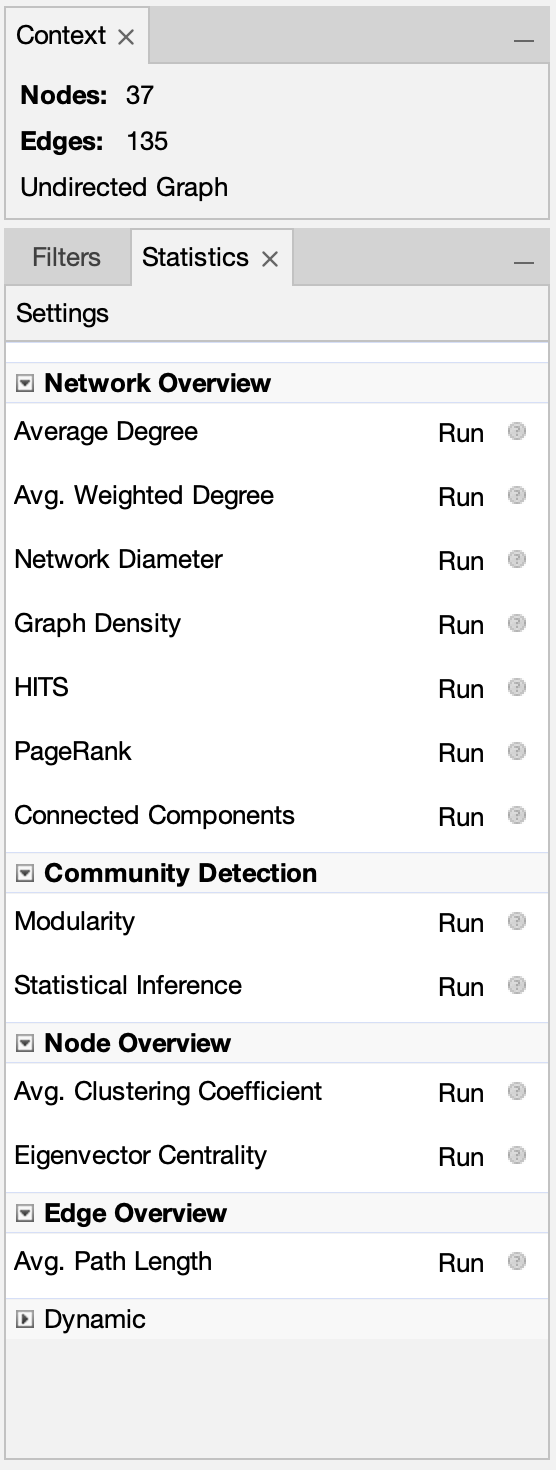 Context
Nodes: 37
Edges: 135
Undirected Graph
Filters Statistics
Settings
Network Overview
Average Degree Run ?
Avg. Weighted Degree Run ?
Network Diameter Run ?
Graph Density Run ?
HITS Run ?
PageRank Run ?
Connected Components Run ?
Community Detection
Modularity Run ?
Statistical Inference Run ?
Node Overview
Avg. Clustering Coefficient Run ?
Eigenvector Centrality Run ?
Edge Overview
Avg. Path Length Run ?
Dynamic